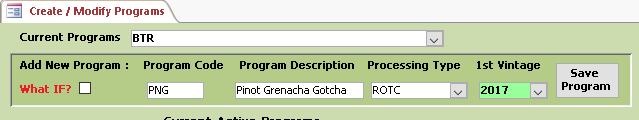 Create / Modify Programs
Current Programs BTR
Add New Program : Program Code Program Description Processing Type 1st Vintage Save Program
What IF? PNG Pinot Grenacha Gotcha ROTC 2017
Current Active Programs